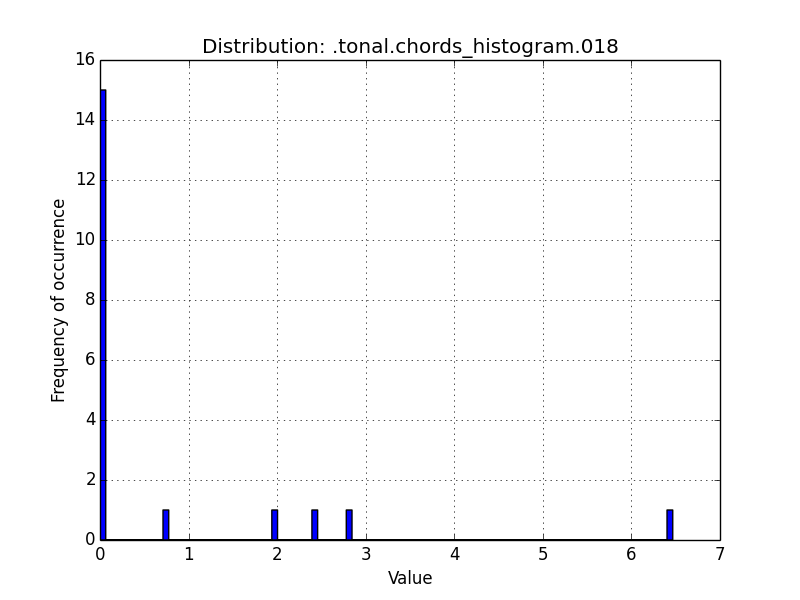 Distribution: .tonal.chords_histogram.018
16
14
12
10
8
6
4
2
0
Frequency of occurrence
0 1 2 3 4 5 6 7
Value